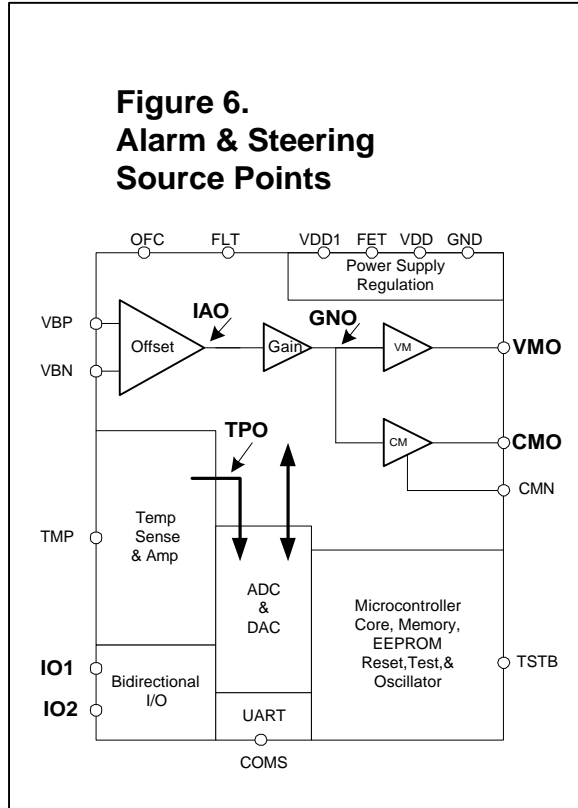 Figure 6.
Alarm & Steering
Source Points
OFC
FLT
VDD1
FET
VDD
GND
Power Supply
Regulation
VBP
VBN
Offset
IAO
Gain
GNO
VM
VMO
CM
CMO
CMN
TPO
TMP
Temp
Sense
& Amp
ADC
&
DAC
Microcontroller
Core, Memory,
EEPROM
Reset,Test,&
Oscillator
TSTB
IO1
IO2
Bidirectional
I/O
UART
COMS